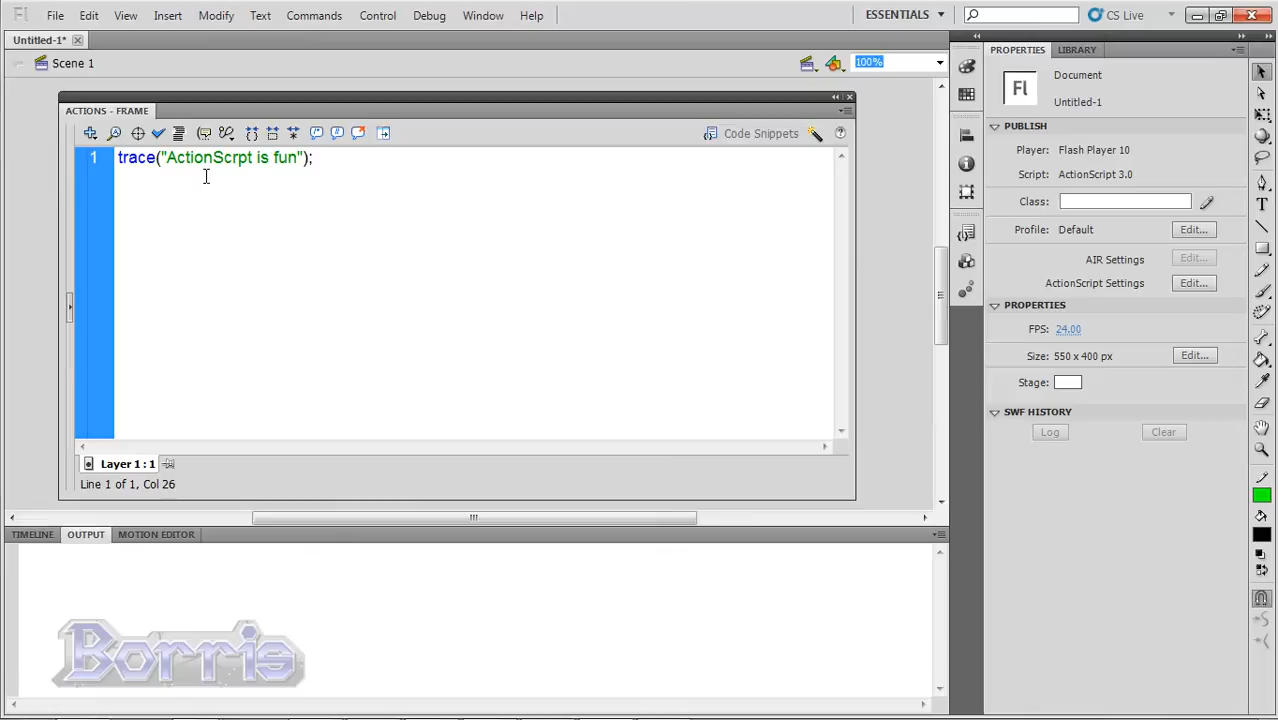 Fl File Edit View Insert Modify Text Commands Control Debug Window Help ESSENTIALS CS Live
Untitled-1*
Scene 1 100%
ACTIONS - FRAME
Code Snippets
1 trace("ActionScrpt is fun");
Layer 1 : 1
Line 1 of 1, Col 26
TIMELINE OUTPUT MOTION EDITOR
Borris
PROPERTIES LIBRARY
Fl Document
Untitled-1
PUBLISH
Player: Flash Player 10
Script: ActionScript 3.0
Class:
Profile: Default Edit...
AIR Settings Edit...
ActionScript Settings Edit...
PROPERTIES
FPS: 24.00
Size: 550 x 400 px Edit...
Stage:
SWF HISTORY
Log Clear